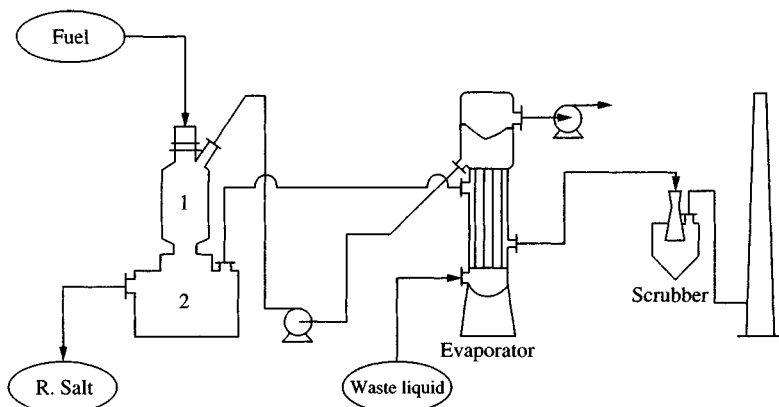 Fuel
1
2
Scrubber
Evaporator
R. Salt
Waste liquid